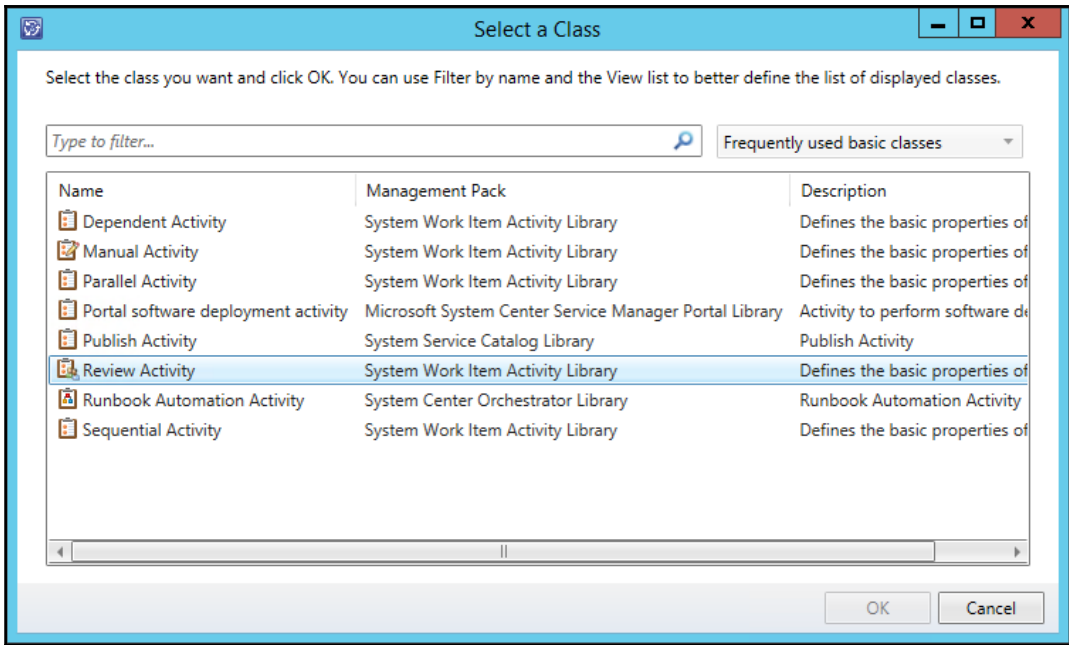 Select a Class
Select the class you want and click OK. You can use Filter by name and the View list to better define the list of displayed classes.
Type to filter... Frequently used basic classes
Name Management Pack Description
Dependent Activity System Work Item Activity Library Defines the basic properties of
Manual Activity System Work Item Activity Library Defines the basic properties of
Parallel Activity System Work Item Activity Library Defines the basic properties of
Portal software deployment activity Microsoft System Center Service Manager Portal Library Activity to perform software
Publish Activity System Service Catalog Library Publish Activity
Review Activity System Work Item Activity Library Defines the basic properties of
Runbook Automation Activity System Center Orchestrator Library Runbook Automation Activity
Sequential Activity System Work Item Activity Library Defines the basic properties of
OK Cancel